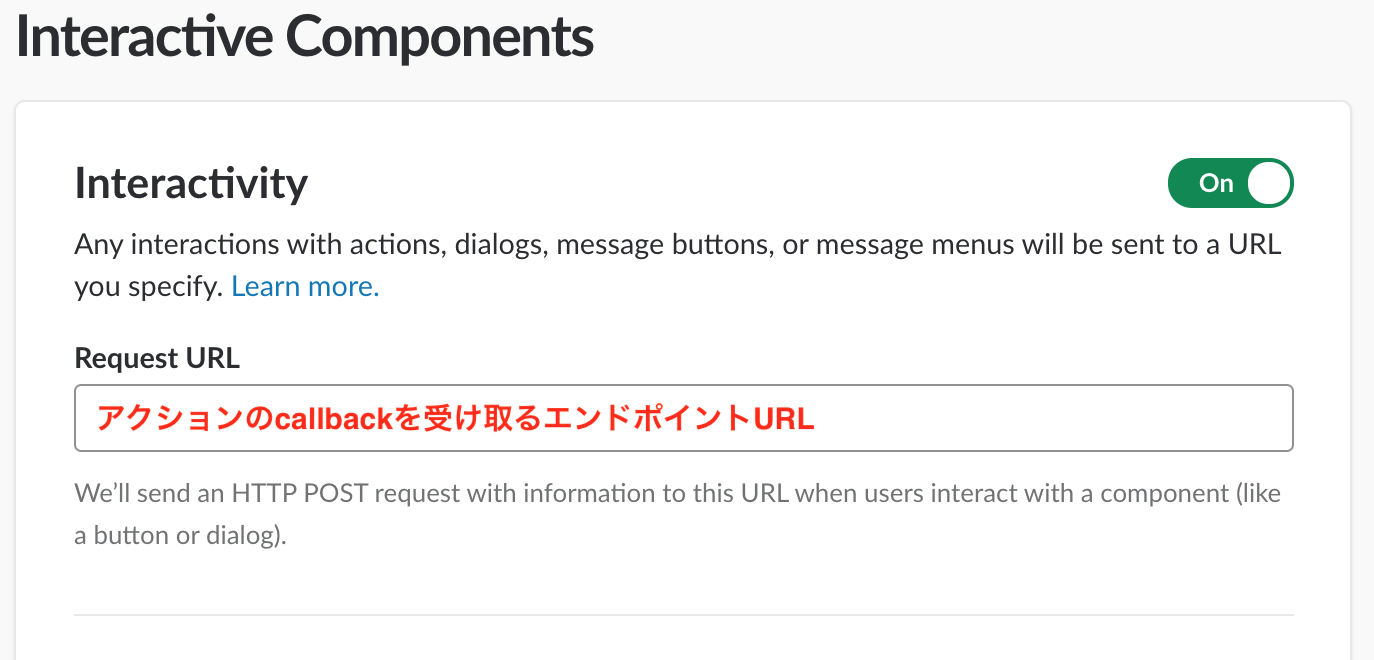 Interactive Components
Interactivity
On
Any interactions with actions, dialogs, message buttons, or message menus will be sent to a URL
you specify. Learn more.
Request URL
アクションのcallbackを受け取るエンドポイントURL
We’ll send an HTTP POST request with information to this URL when users interact with a component (like
a button or dialog).